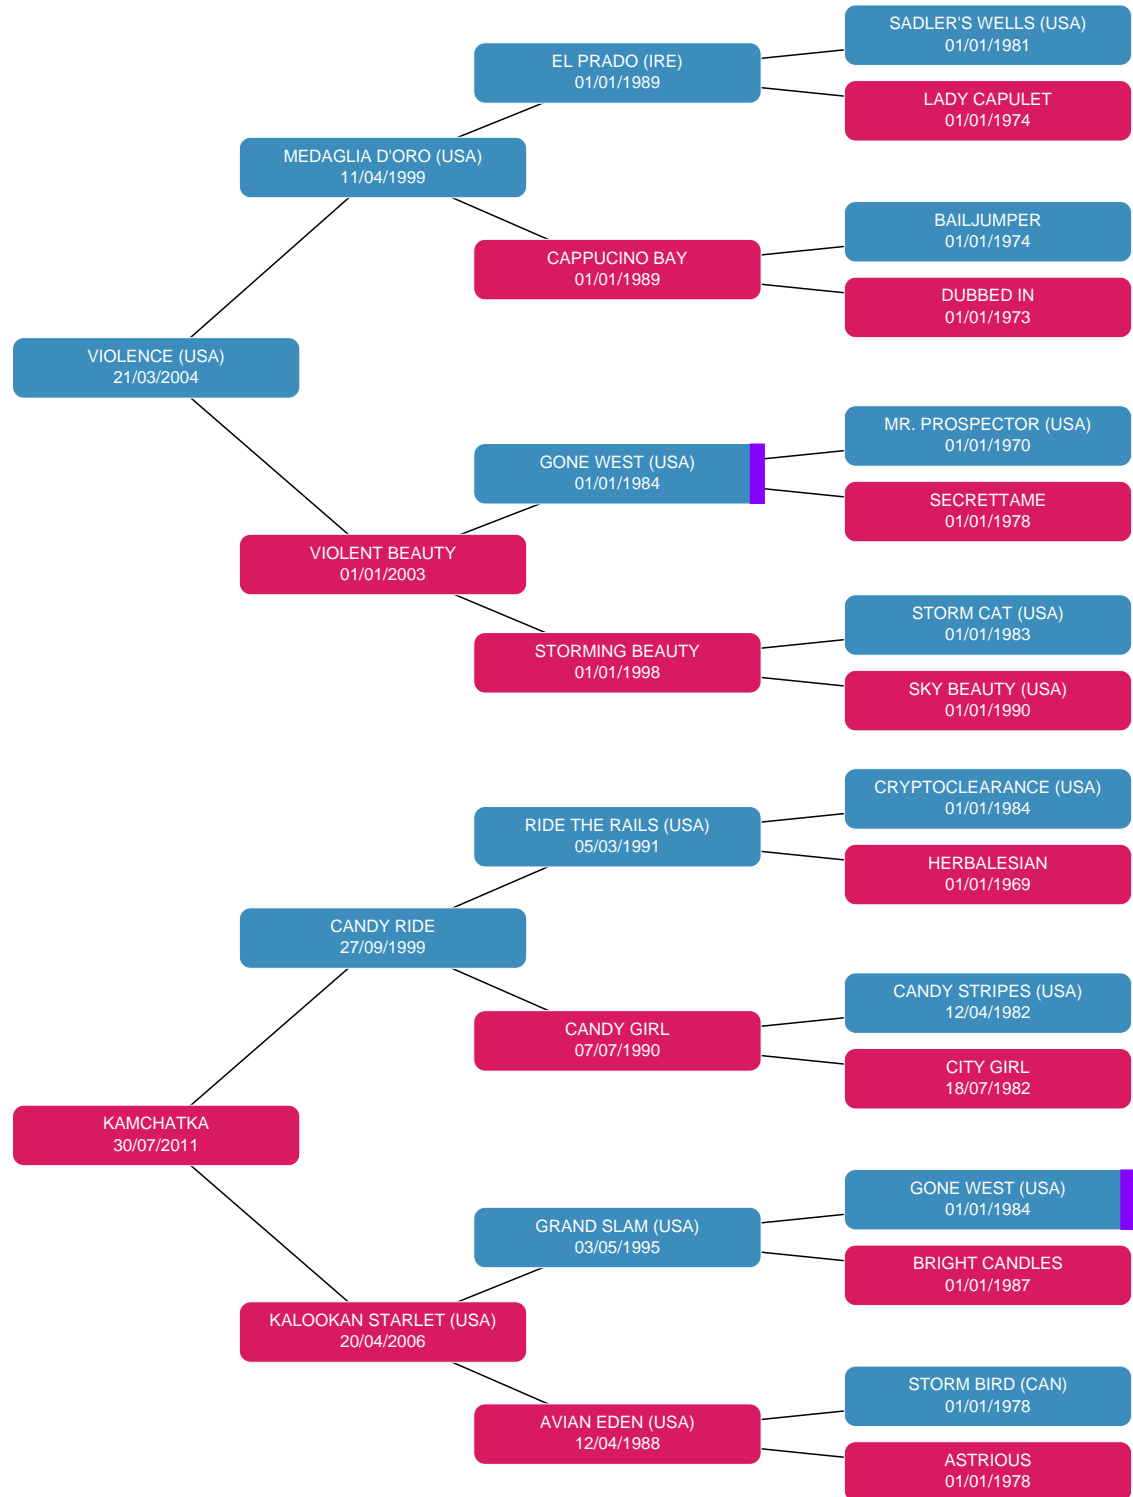 SADLER'S WELLS (USA)
01/01/1981
EL PRADO (IRE)
01/01/1989
LADY CAPULET
01/01/1974
MEDAGLIA D'ORO (USA)
11/04/1999
BAILJUMPER
01/01/1974
CAPPUCINO BAY
01/01/1989
DUBBED IN
01/01/1973
VIOLENCE (USA)
21/03/2004
MR. PROSPECTOR (USA)
01/01/1970
GONE WEST (USA)
01/01/1984
SECRETTAME
01/01/1978
VIOLENT BEAUTY
01/01/2003
STORM CAT (USA)
01/01/1983
STORMING BEAUTY
01/01/1998
SKY BEAUTY (USA)
01/01/1990
CRYPTOCLEARANCE (USA)
01/01/1984
RIDE THE RAILS (USA)
05/03/1991
HERBALESIAN
01/01/1969
CANDY RIDE
27/09/1999
CANDY STRIPES (USA)
12/04/1982
CANDY GIRL
07/07/1990
CITY GIRL
18/07/1982
KAMCHATKA
30/07/2011
GONE WEST (USA)
01/01/1984
GRAND SLAM (USA)
03/05/1995
BRIGHT CANDLES
01/01/1987
KALOOKAN STARLET (USA)
20/04/2006
STORM BIRD (CAN)
01/01/1978
AVIAN EDEN (USA)
12/04/1988
ASTRIOUS
01/01/1978